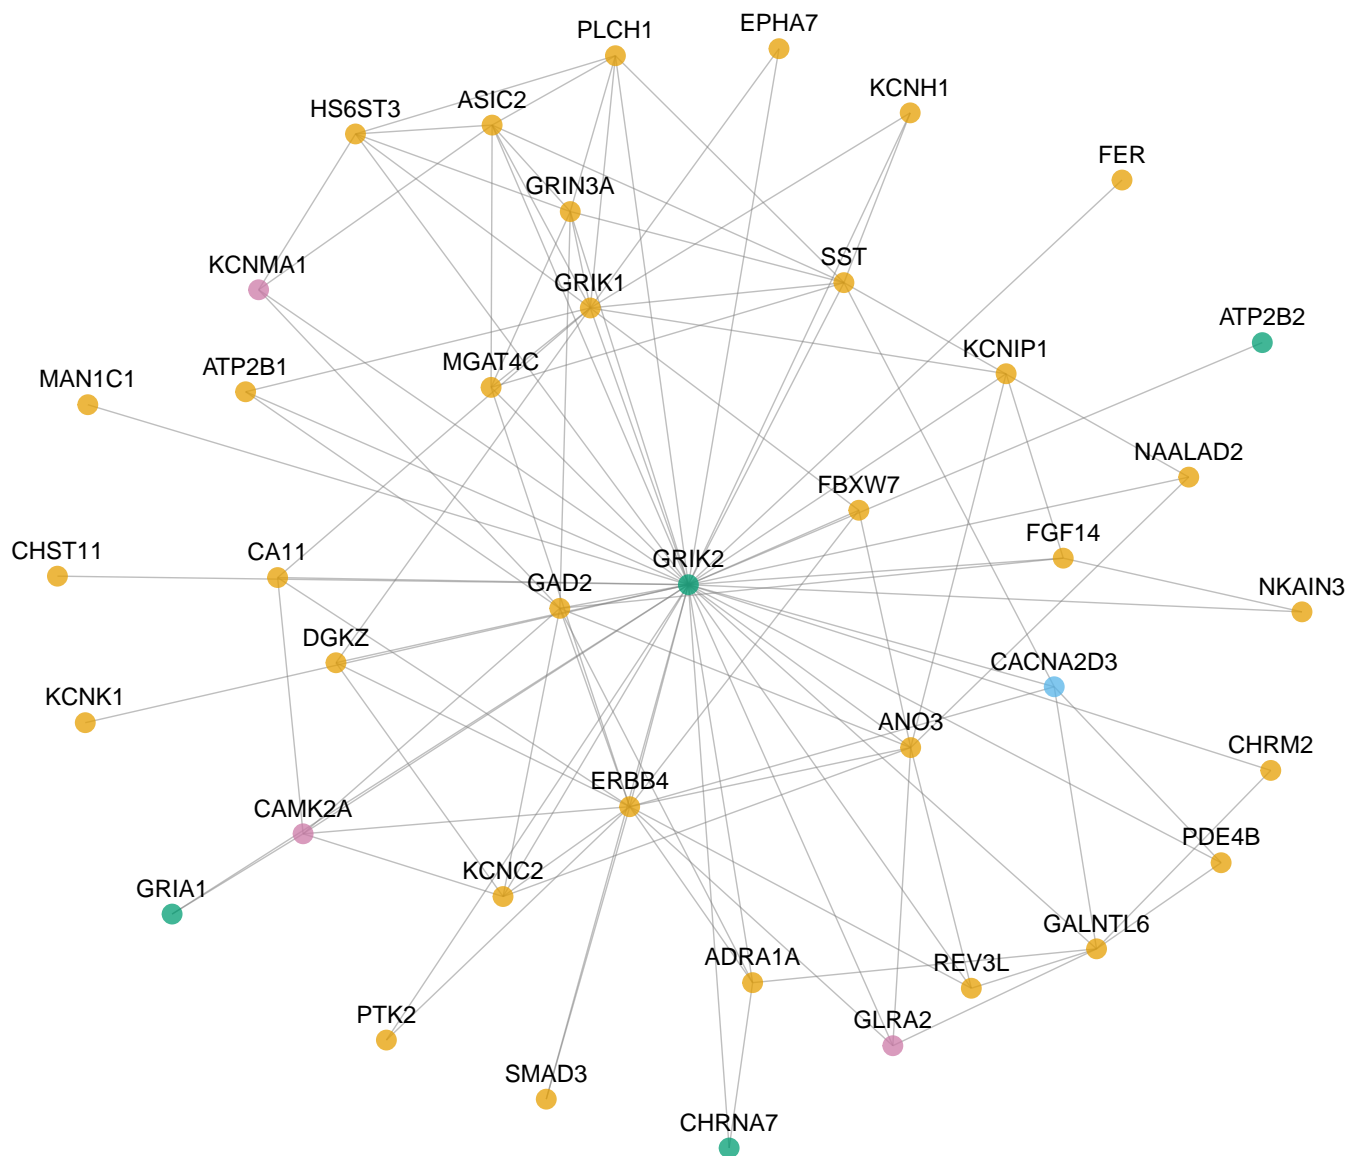 PLCH1
EPHA7
KCNH1
HS6ST3
ASIC2
FER
GRIN3A
KCNMA1
GRIK1
SST
ATP2B2
MAN1C1
ATP2B1
MGAT4C
KCNIP1
NAALAD2
FBXW7
FGF14
CHST11
CA11
GAD2
GRIK2
NKAIN3
DGKZ
CACNA2D3
KCNK1
ANO3
CHRM2
CAMK2A
ERBB4
PDE4B
GRIA1
KCNC2
GALNTL6
ADRA1A
REV3L
PTK2
GLRA2
SMAD3
CHRNA7